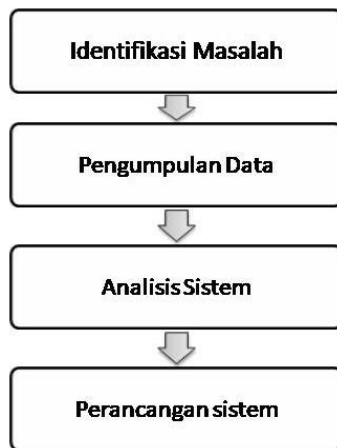 Identifikasi Masalah
Pengumpulan Data
Analisis Sistem
Perancangan sistem